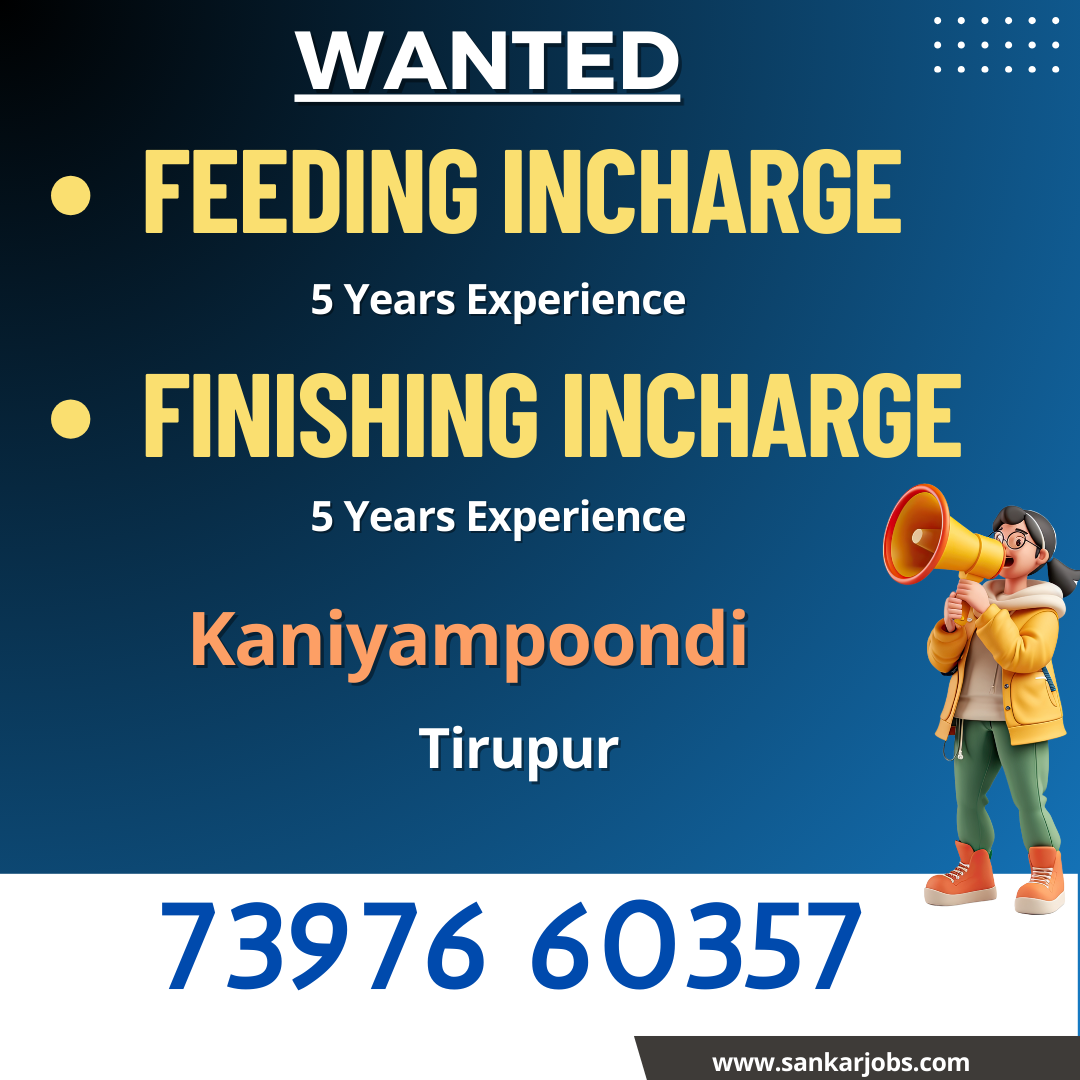 WANTED
• FEEDING INCHARGE
5 Years Experience
• FINISHING INCHARGE
5 Years Experience
Kaniyampoondi
Tirupur
73976 60357
www.sankarjobs.com